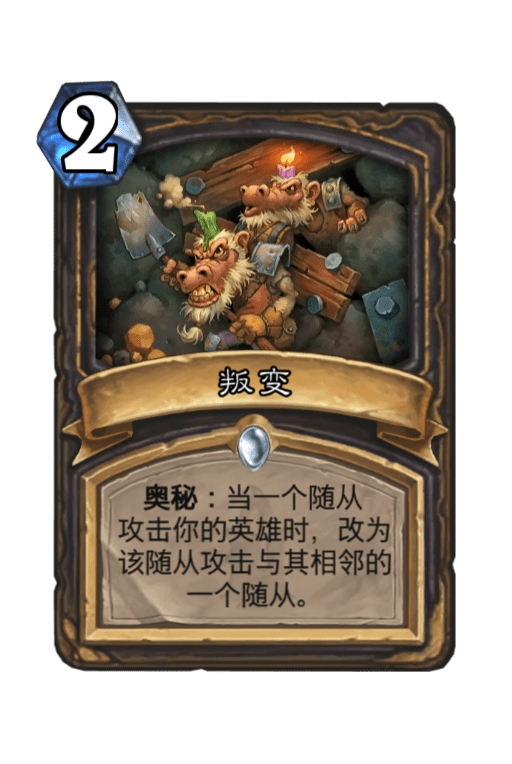 2
叛变
奥秘：当一个随从
攻击你的英雄时，改为
该随从攻击与其相邻的
一个随从。